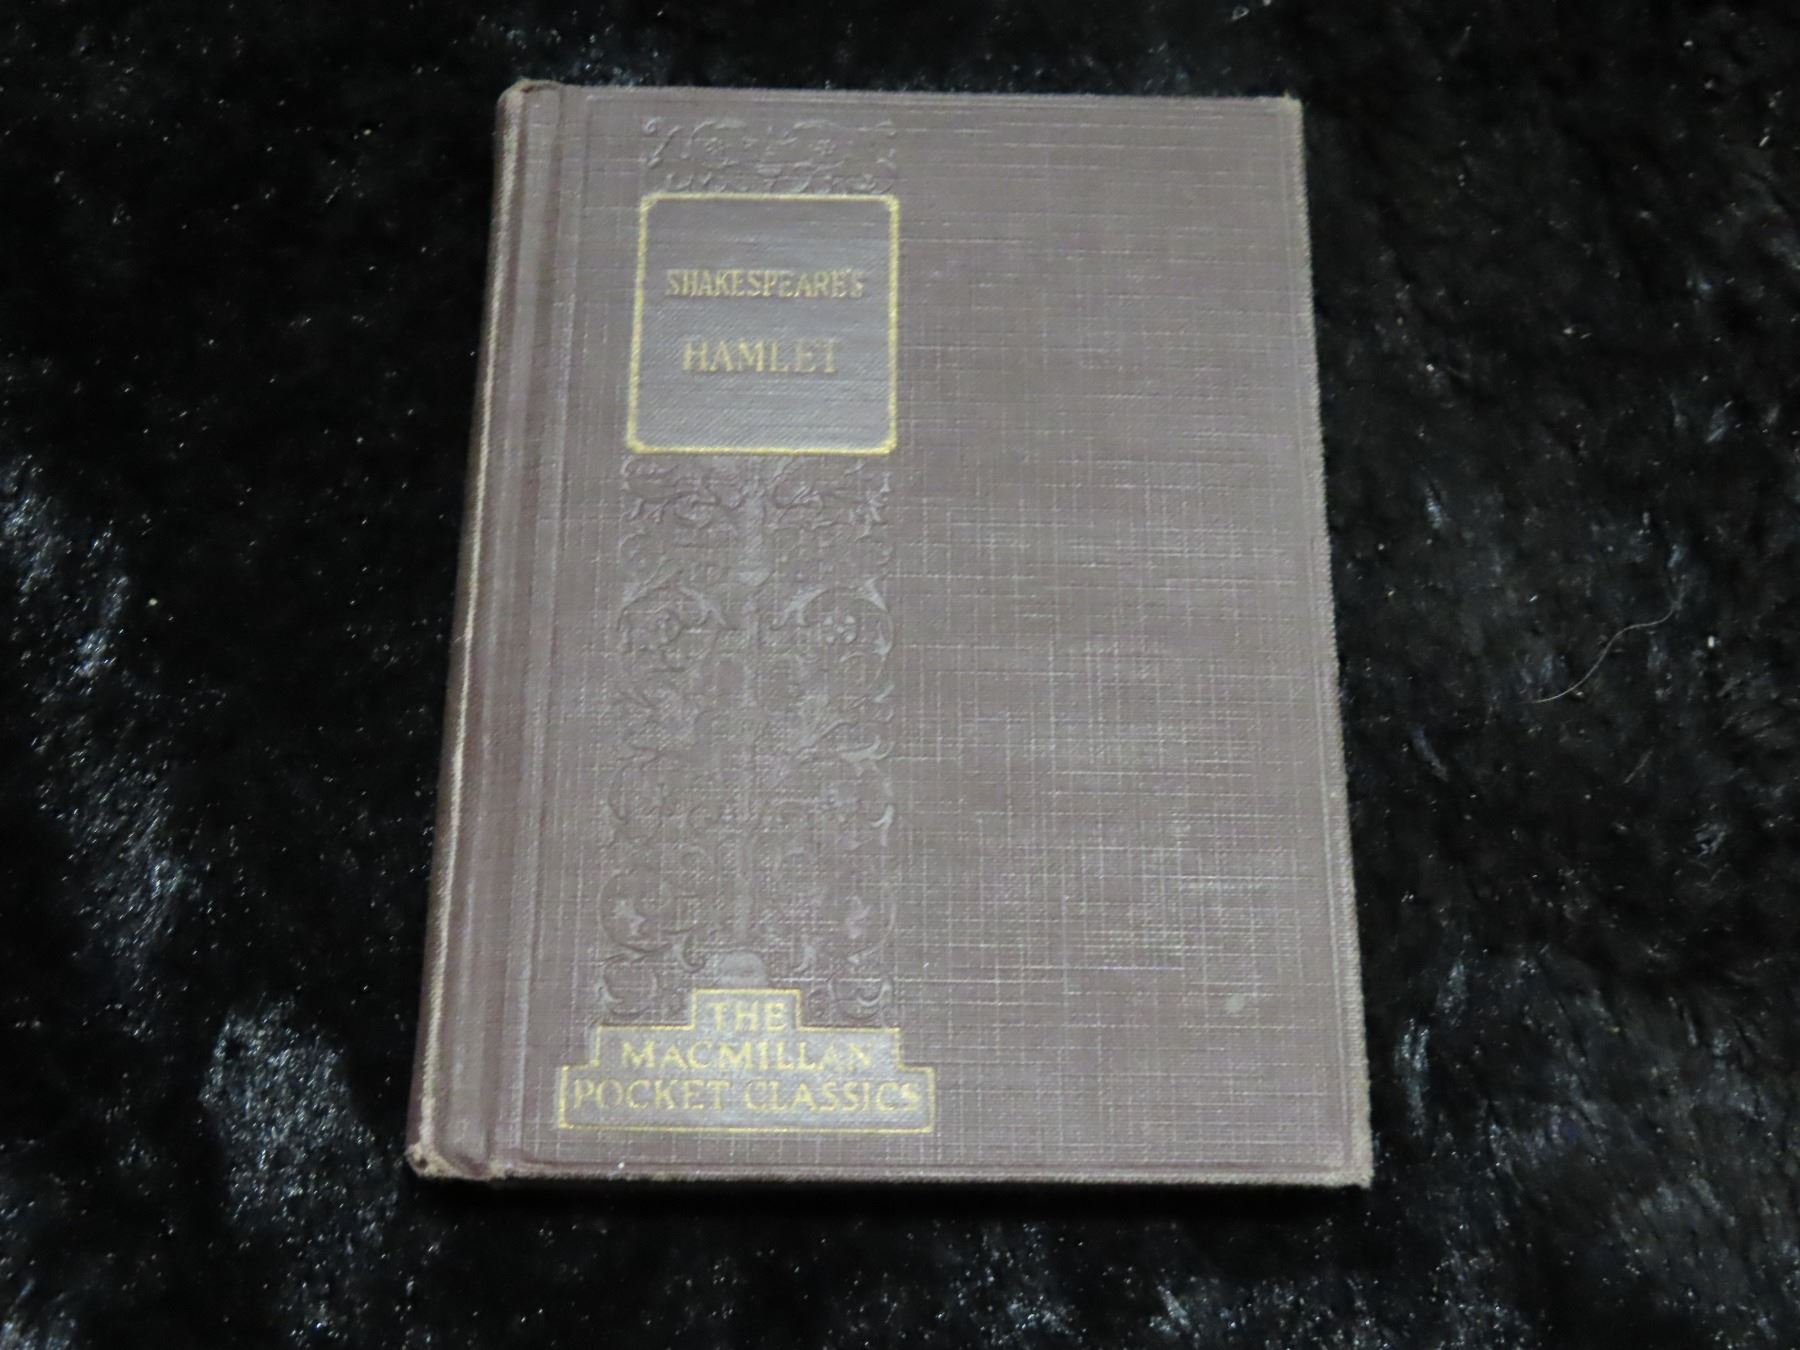 SHAKESPEARE'S
HAMLET
THE
MACMILLAN
POCKET CLASSICS